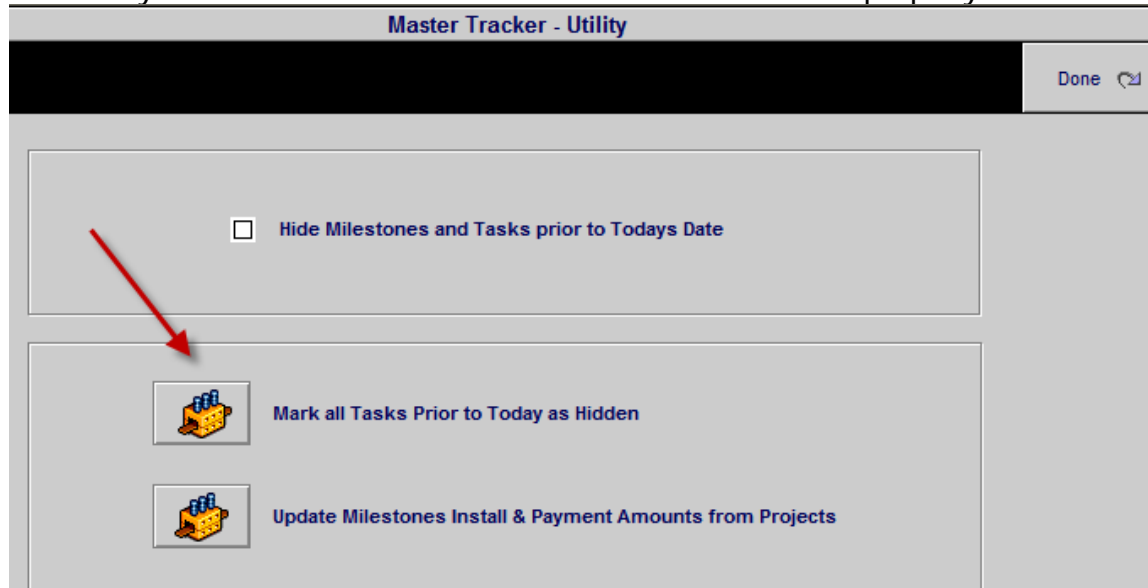 Master Tracker - Utility
Done
Hide Milestones and Tasks prior to Todays Date
Mark all Tasks Prior to Today as Hidden
Update Milestones Install & Payment Amounts from Projects